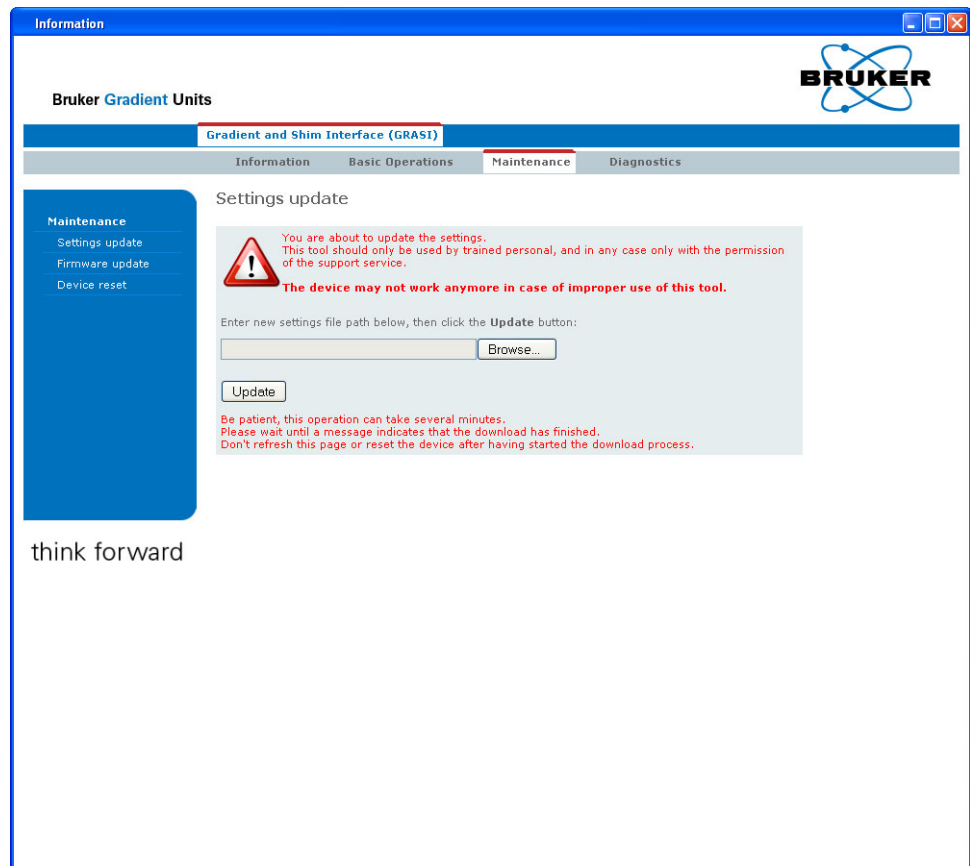 Information
BRUKER
Bruker Gradient Units
Gradient and Shim Interface (GRASI)
Information Basic Operations Maintenance Diagnostics
Settings update
Maintenance
Settings update
Firmware update
Device reset
You are about to update the settings.
This tool should only be used by trained personal, and in any case only with the permission
of the support service.
The device may not work anymore in case of improper use of this tool.
Enter new settings file path below, then click the Update button:
Browse...
Update
Be patient, this operation can take several minutes.
Please wait until a message indicates that the download has finished.
Don't refresh this page or reset the device after having started the download process.
think forward